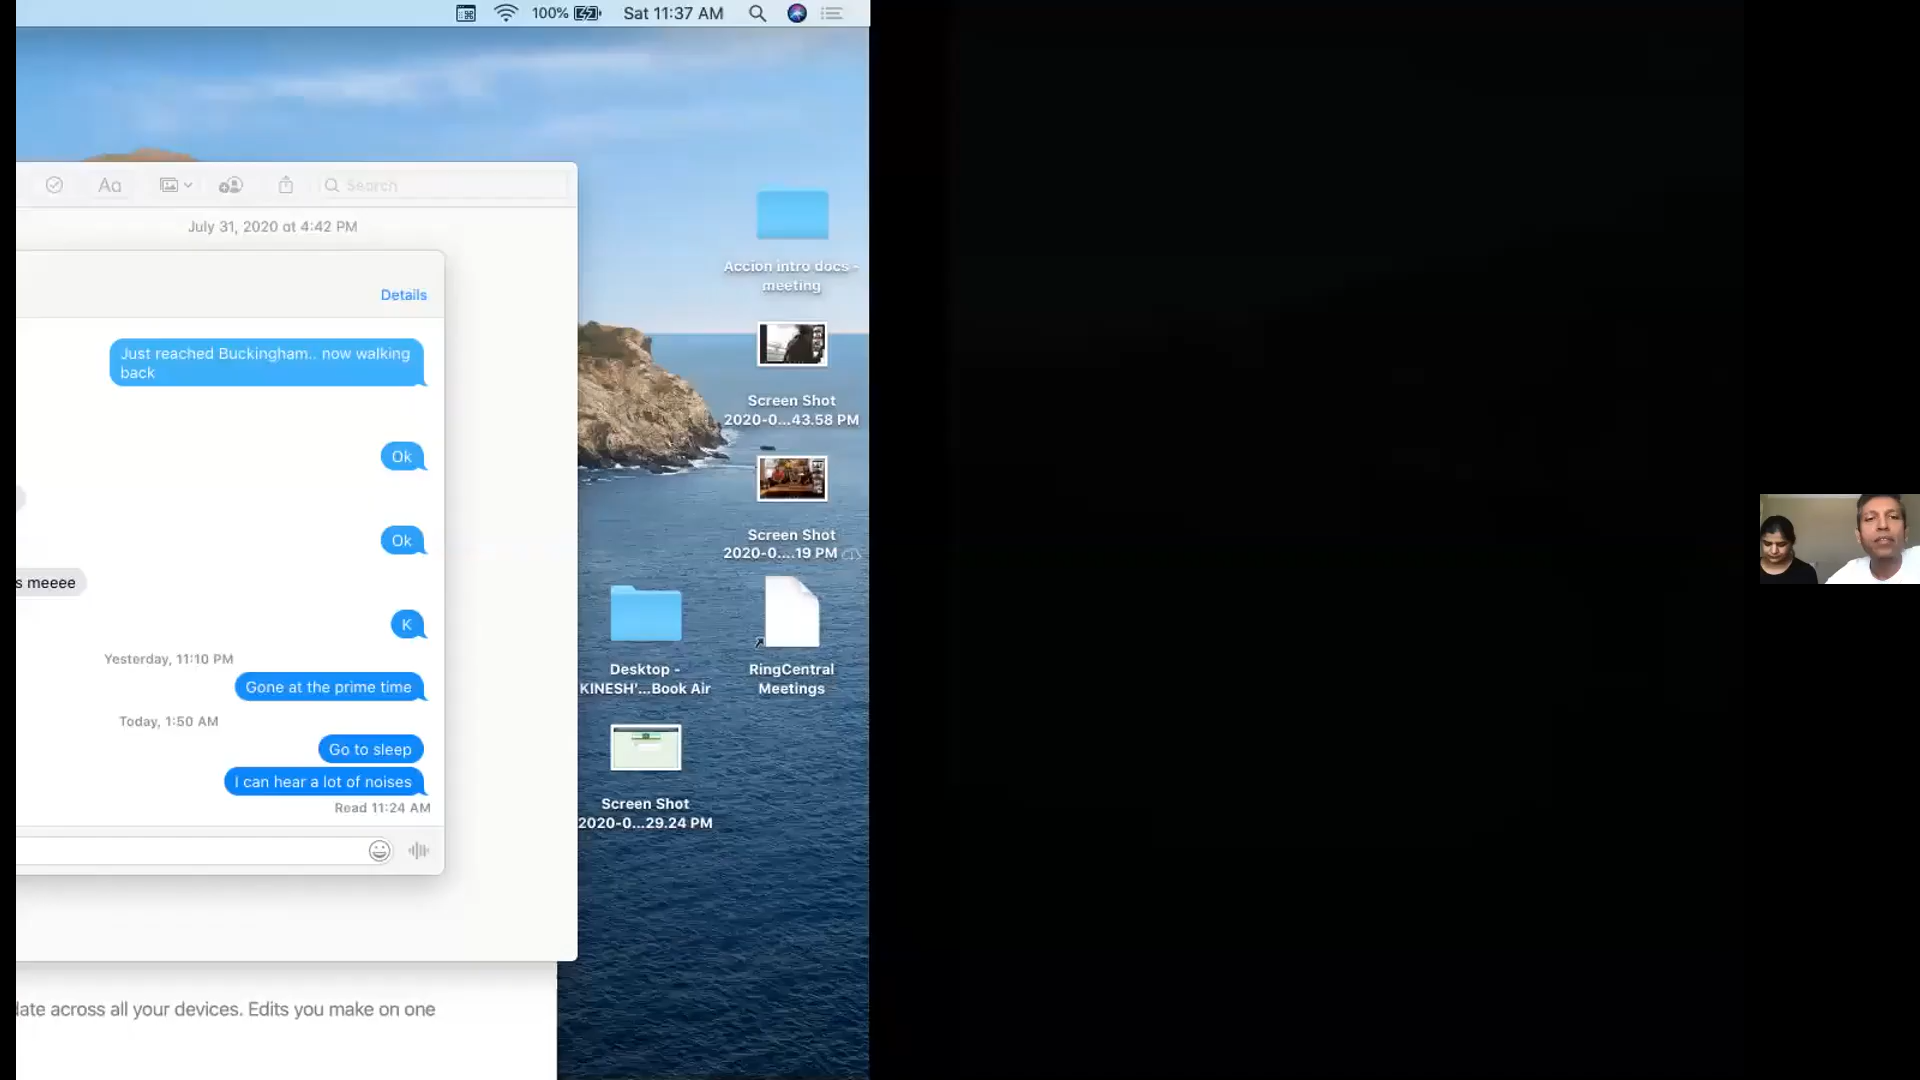 100%
Sat 11:37 AM
Aa
Search
July 31, 2020 at 4:42 PM
Details
Just reached Buckingham.. now walking
back
Ok
Ok
s meeee
K
Yesterday, 11:10 PM
Gone at the prime time
Today, 1:50 AM
Go to sleep
I can hear a lot of noises
Read 11:24 AM
date across all your devices. Edits you make on one
Accion intro docs -
meeting
Screen Shot
2020-0...43.58 PM
Screen Shot
2020-0....19 PM
Desktop -
KINESH'...Book Air
RingCentral
Meetings
Screen Shot
2020-0...29.24 PM